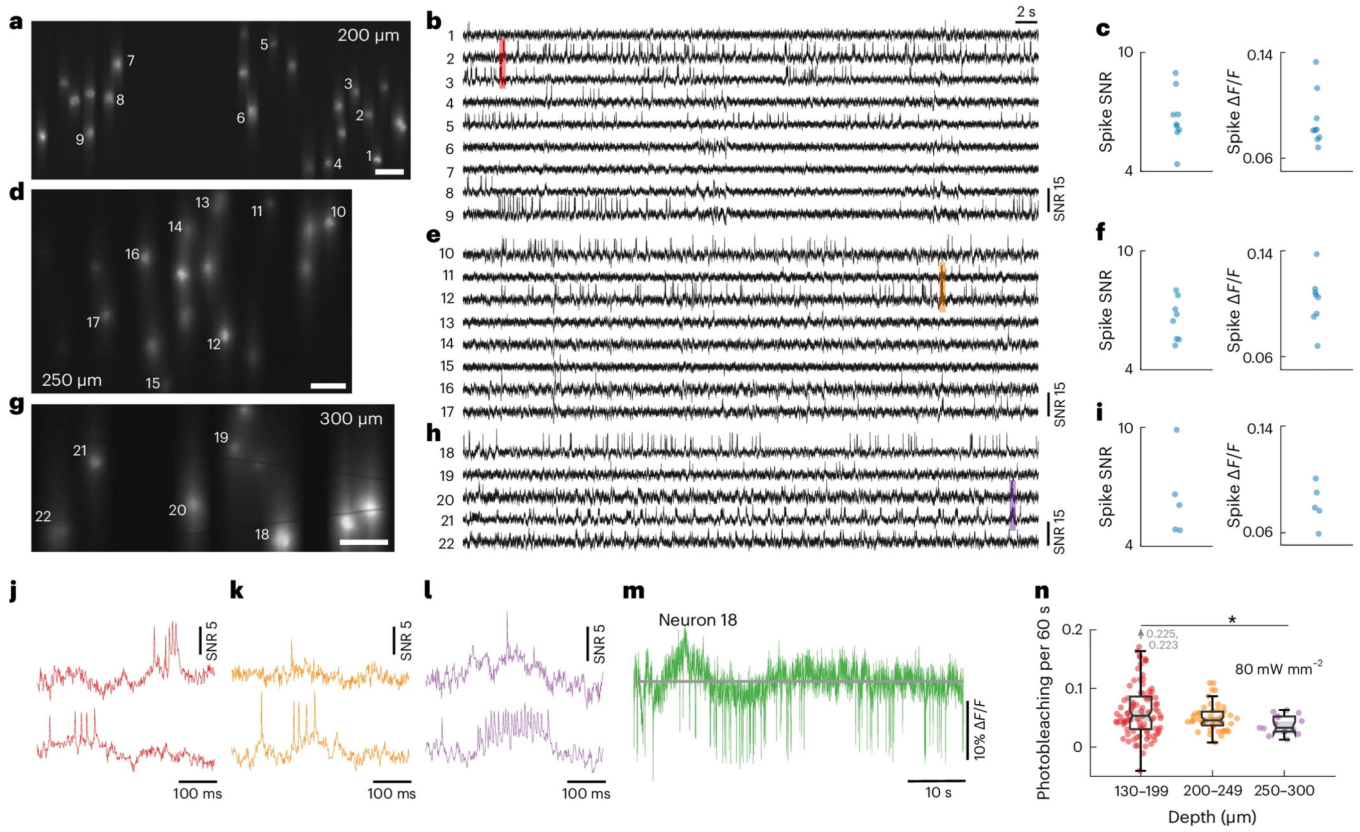 a
200 µm
1
2
3
4
5
6
7
8
9
b
2 s
1
2
3
4
5
6
7
8
9
SNR 15
c
Spike SNR
10
4
Spike ΔF/F
0.14
0.06
d
250 µm
10
11
12
13
14
15
16
17
e
10
11
12
13
14
15
16
17
SNR 15
f
Spike SNR
10
4
Spike ΔF/F
0.14
0.06
g
300 µm
18
19
20
21
22
h
18
19
20
21
22
SNR 15
i
Spike SNR
10
4
Spike ΔF/F
0.14
0.06
j
SNR 5
100 ms
k
SNR 5
100 ms
l
SNR 5
100 ms
m
Neuron 18
10% ΔF/F
10 s
n
Photobleaching per 60 s
0.2
0.1
0
0.225,
0.223
*
80 mW mm−2
130–199
200–249
250–300
Depth (µm)